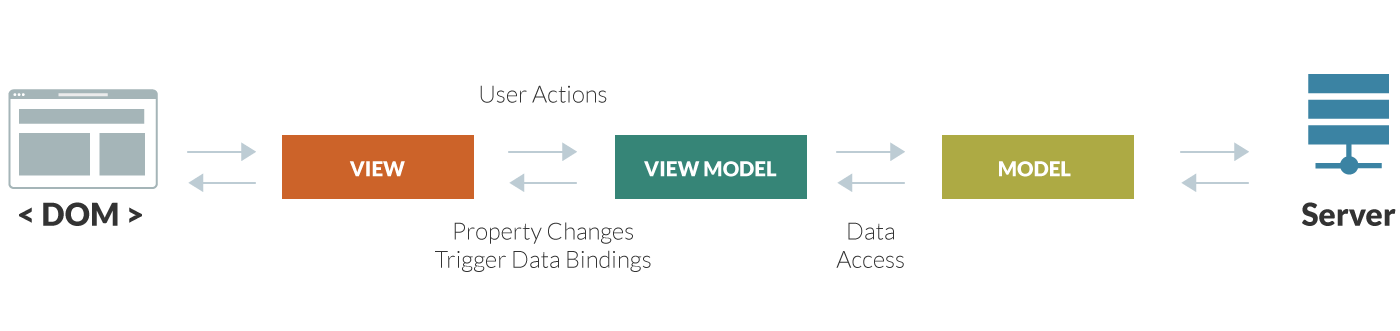 User Actions
VIEW
VIEW MODEL
MODEL
< DOM >
Server
Property Changes
Trigger Data Bindings
Data
Access